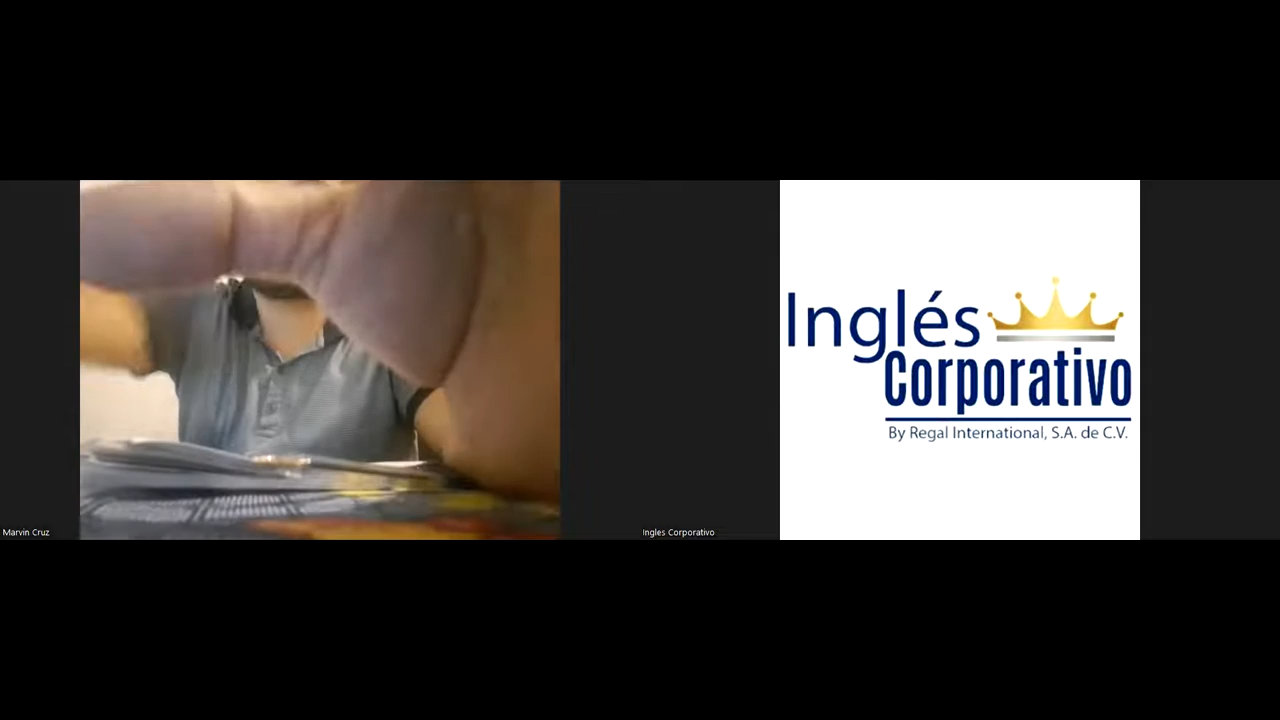 Inglés
Corporativo
By Regal International, S.A. de C.V.
Marvin Cruz
Ingles Corporativo